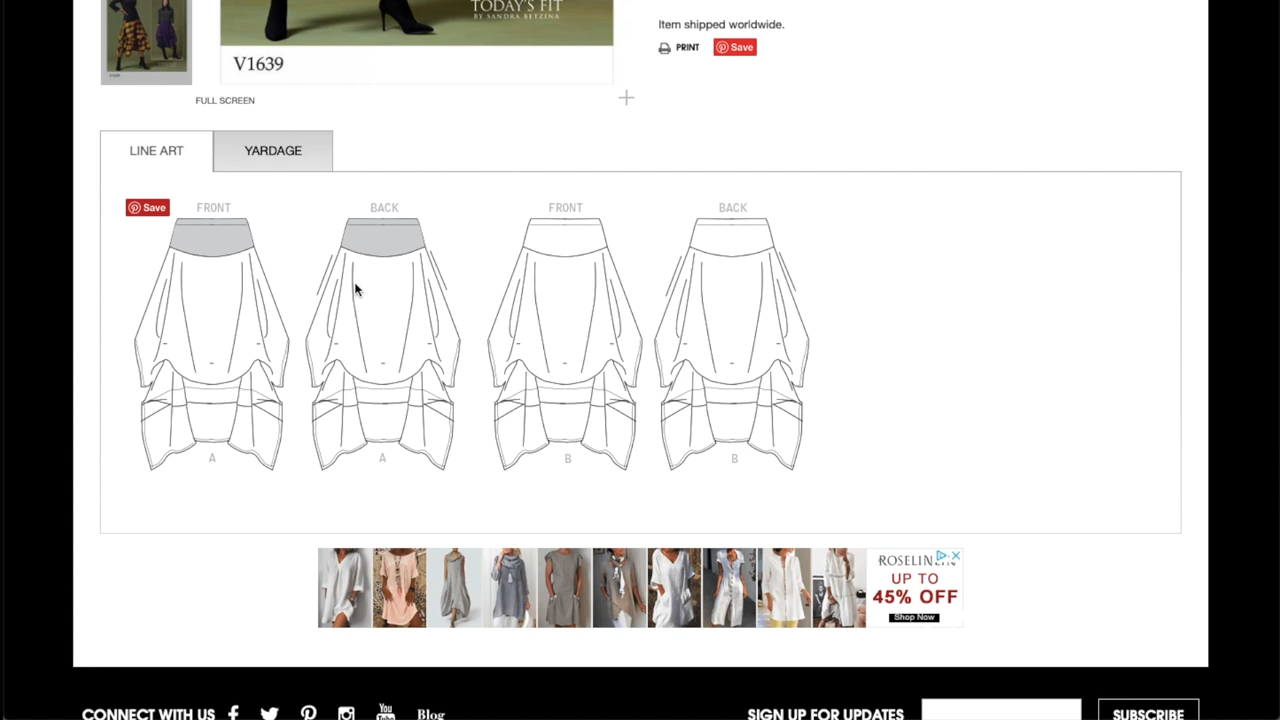 TODAY'S FIT
BY SANDRA BETZINA
V1639
FULL SCREEN
Item shipped worldwide.
PRINT
Save
LINE ART
YARDAGE
Save
FRONT
BACK
FRONT
BACK
A
A
B
B
UP TO
45% OFF
Shop Now
CONNECT WITH US
You
Blog
SIGN UP FOR UPDATES
SUBSCRIBE